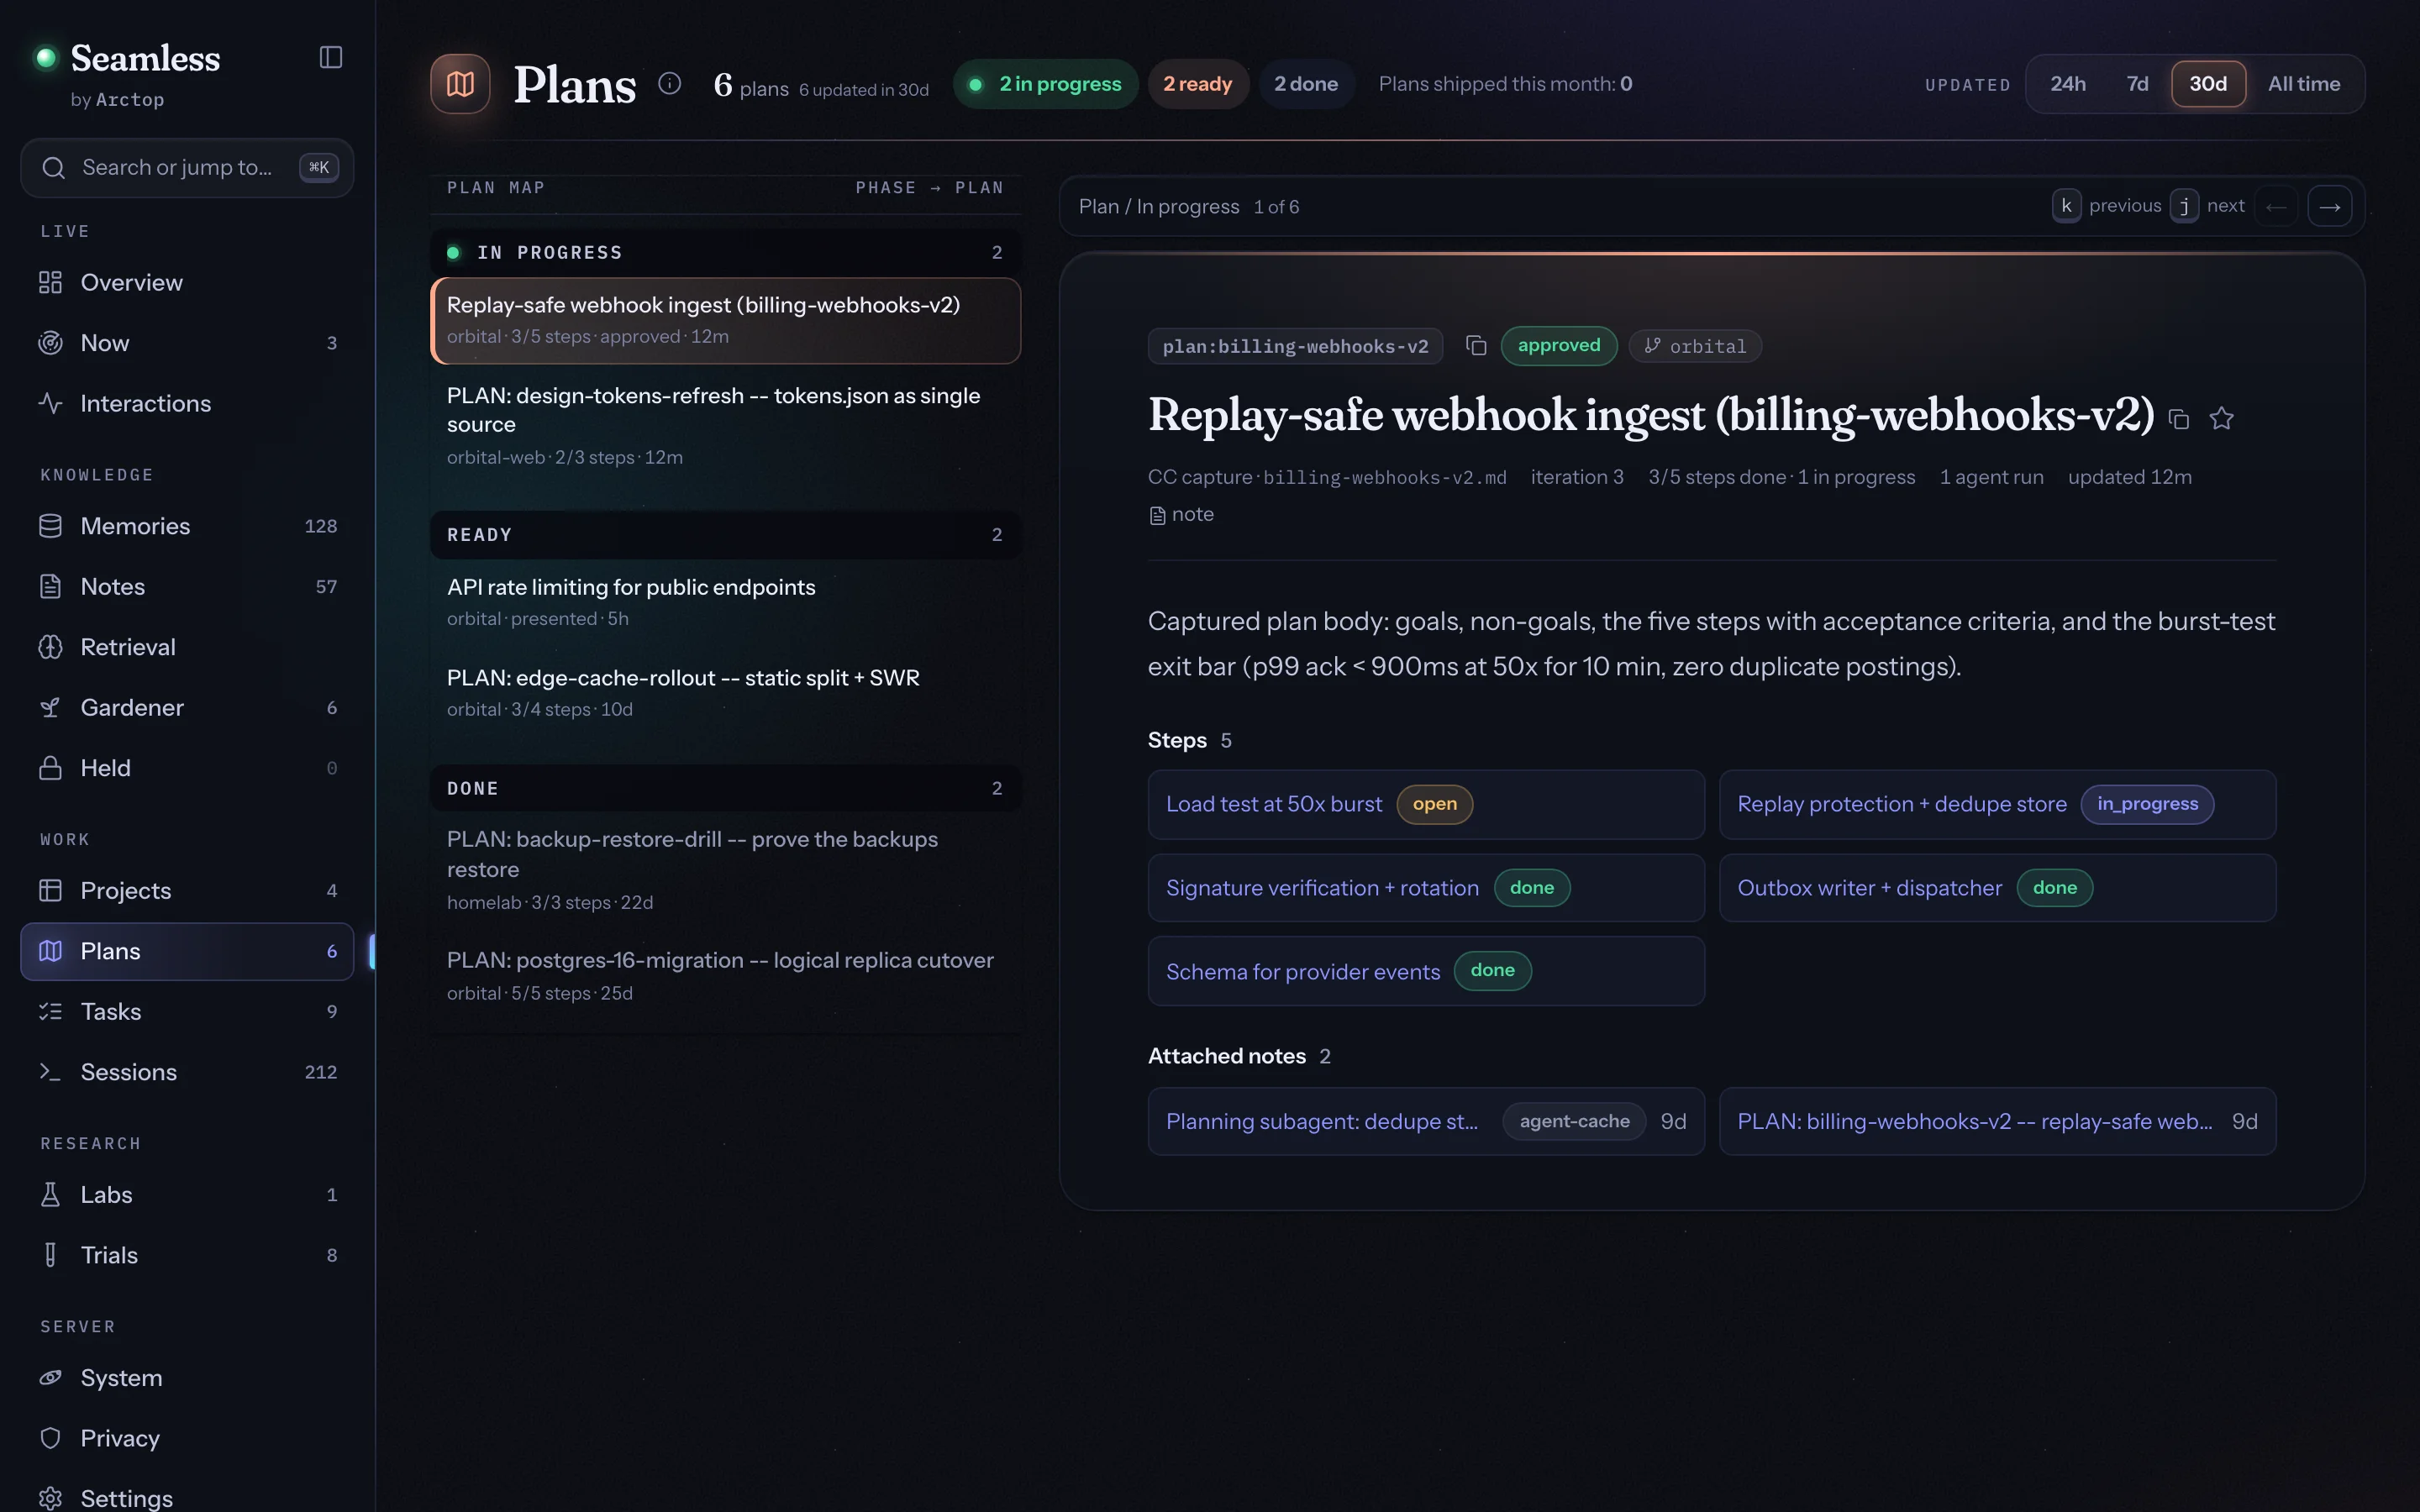 Seamless
by Arctop
Search or jump to... ⌘K
LIVE
Overview
Now 3
Interactions
KNOWLEDGE
Memories 128
Notes 57
Retrieval
Gardener 6
Held 0
WORK
Projects 4
Plans 6
Tasks 9
Sessions 212
RESEARCH
Labs 1
Trials 8
SERVER
System
Privacy
Settings
Plans 6 plans 6 updated in 30d 2 in progress 2 ready 2 done Plans shipped this month: 0 UPDATED 24h 7d 30d All time
PLAN MAP PHASE → PLAN
IN PROGRESS 2
Replay-safe webhook ingest (billing-webhooks-v2)
orbital · 3/5 steps · approved · 12m
PLAN: design-tokens-refresh -- tokens.json as single
source
orbital-web · 2/3 steps · 12m
READY 2
API rate limiting for public endpoints
orbital · presented · 5h
PLAN: edge-cache-rollout -- static split + SWR
orbital · 3/4 steps · 10d
DONE 2
PLAN: backup-restore-drill -- prove the backups
restore
homelab · 3/3 steps · 22d
PLAN: postgres-16-migration -- logical replica cutover
orbital · 5/5 steps · 25d
Plan / In progress 1 of 6 k previous j next ← →
plan:billing-webhooks-v2 approved orbital
Replay-safe webhook ingest (billing-webhooks-v2)
CC capture · billing-webhooks-v2.md iteration 3 3/5 steps done · 1 in progress 1 agent run updated 12m
note
Captured plan body: goals, non-goals, the five steps with acceptance criteria, and the burst-test
exit bar (p99 ack < 900ms at 50x for 10 min, zero duplicate postings).
Steps 5
Load test at 50x burst open
Replay protection + dedupe store in_progress
Signature verification + rotation done
Outbox writer + dispatcher done
Schema for provider events done
Attached notes 2
Planning subagent: dedupe st... agent-cache 9d
PLAN: billing-webhooks-v2 -- replay-safe web... 9d